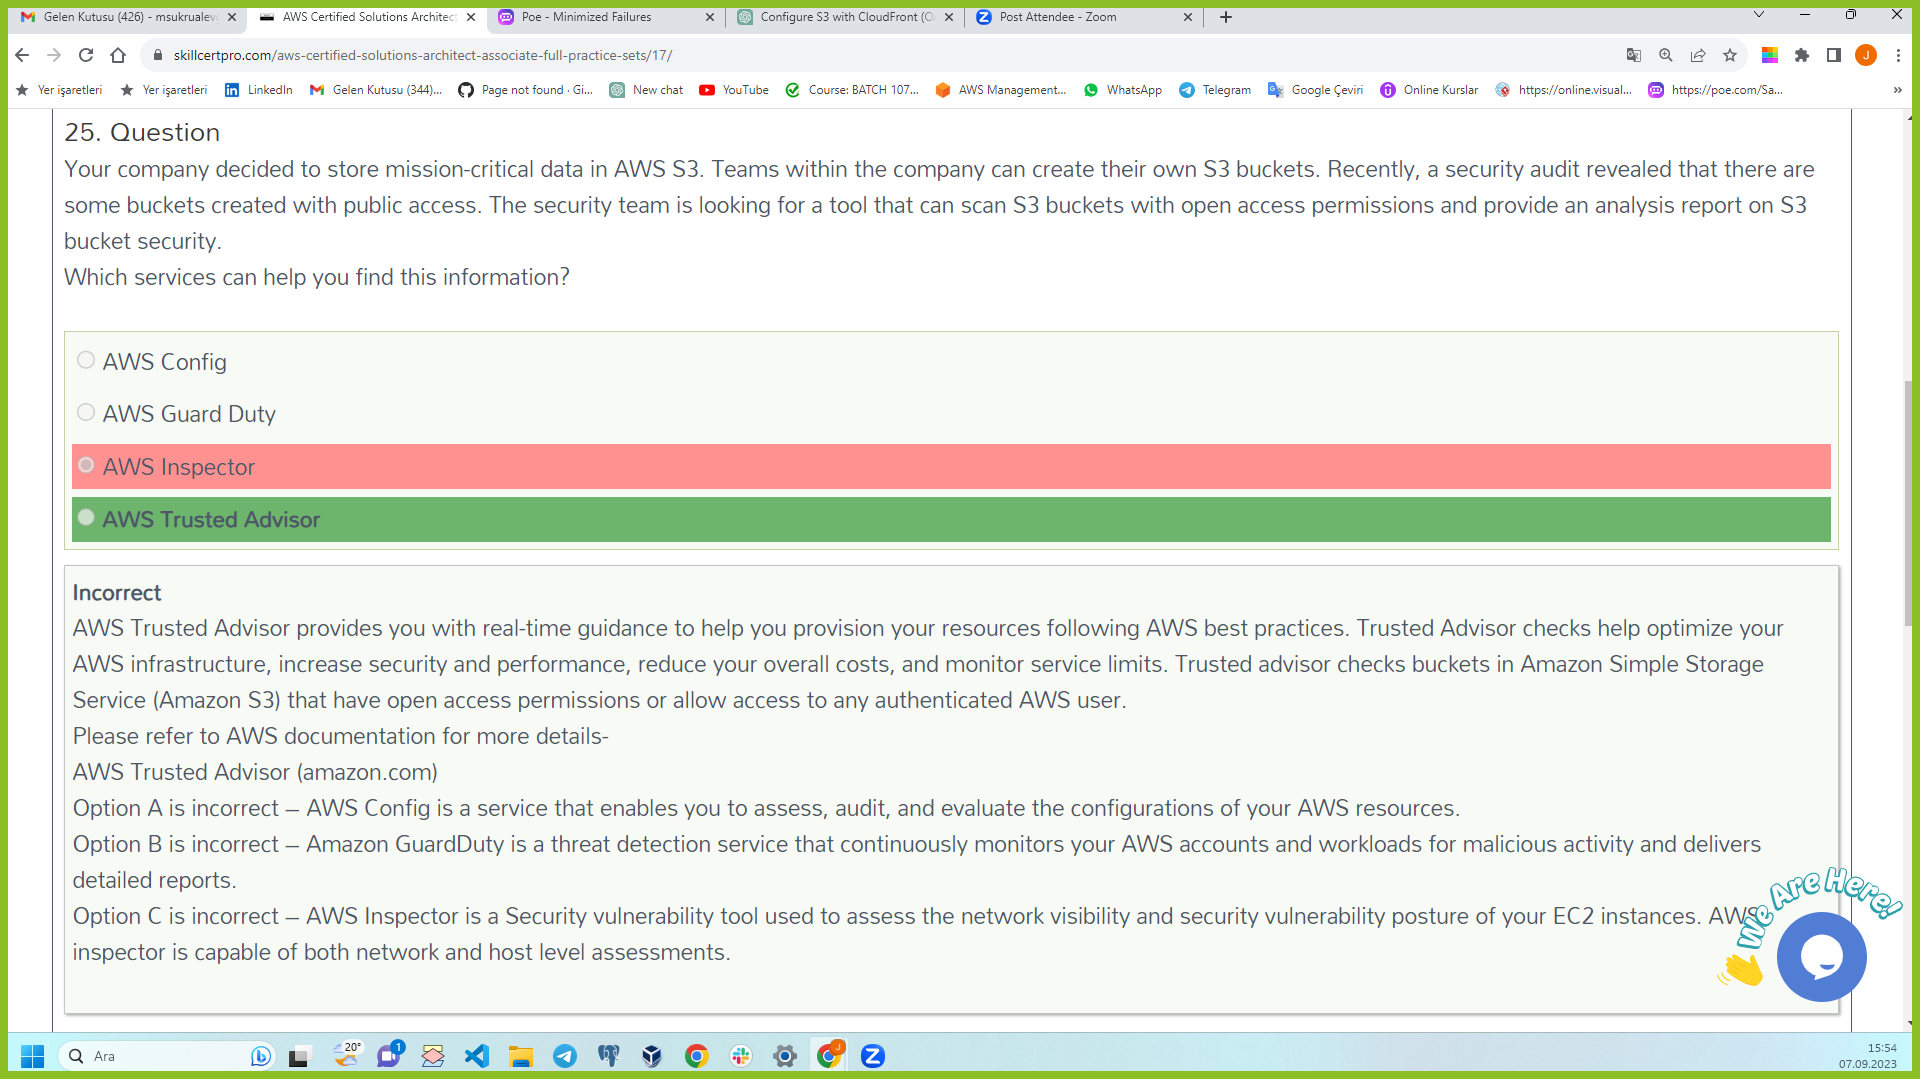 Gelen Kutusu (426) - msukrualev
AWS Certified Solutions Architect
Poe - Minimized Failures
Configure S3 with CloudFront (O
Post Attendee - Zoom
skillcertpro.com/aws-certified-solutions-architect-associate-full-practice-sets/17/
J
Yer işaretleri
Yer işaretleri
LinkedIn
Gelen Kutusu (344)...
Page not found · Gi...
New chat
YouTube
Course: BATCH 107...
AWS Management...
WhatsApp
Telegram
Google Çeviri
Online Kurslar
https://online.visual...
https://poe.com/Sa...
25. Question
Your company decided to store mission-critical data in AWS S3. Teams within the company can create their own S3 buckets. Recently, a security audit revealed that there are
some buckets created with public access. The security team is looking for a tool that can scan S3 buckets with open access permissions and provide an analysis report on S3
bucket security.
Which services can help you find this information?
AWS Config
AWS Guard Duty
AWS Inspector
AWS Trusted Advisor
Incorrect
AWS Trusted Advisor provides you with real-time guidance to help you provision your resources following AWS best practices. Trusted Advisor checks help optimize your
AWS infrastructure, increase security and performance, reduce your overall costs, and monitor service limits. Trusted advisor checks buckets in Amazon Simple Storage
Service (Amazon S3) that have open access permissions or allow access to any authenticated AWS user.
Please refer to AWS documentation for more details-
AWS Trusted Advisor (amazon.com)
Option A is incorrect – AWS Config is a service that enables you to assess, audit, and evaluate the configurations of your AWS resources.
Option B is incorrect – Amazon GuardDuty is a threat detection service that continuously monitors your AWS accounts and workloads for malicious activity and delivers
detailed reports.
Option C is incorrect – AWS Inspector is a Security vulnerability tool used to assess the network visibility and security vulnerability posture of your EC2 instances. AWS
inspector is capable of both network and host level assessments.
We Are Here!
Ara
20°
1
J
15:54
07.09.2023